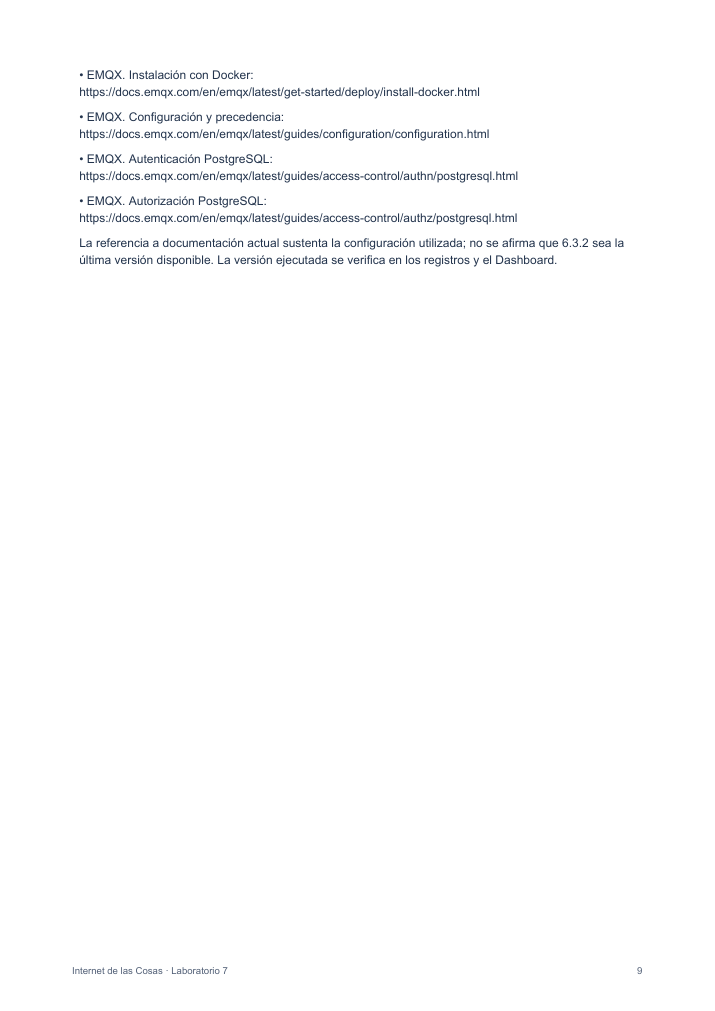 • EMQX. Instalación con Docker:
https://docs.emqx.com/en/emqx/latest/get-started/deploy/install-docker.html
• EMQX. Configuración y precedencia:
https://docs.emqx.com/en/emqx/latest/guides/configuration/configuration.html
• EMQX. Autenticación PostgreSQL:
https://docs.emqx.com/en/emqx/latest/guides/access-control/authn/postgresql.html
• EMQX. Autorización PostgreSQL:
https://docs.emqx.com/en/emqx/latest/guides/access-control/authz/postgresql.html
La referencia a documentación actual sustenta la configuración utilizada; no se afirma que 6.3.2 sea la
última versión disponible. La versión ejecutada se verifica en los registros y el Dashboard.
Internet de las Cosas · Laboratorio 7
9